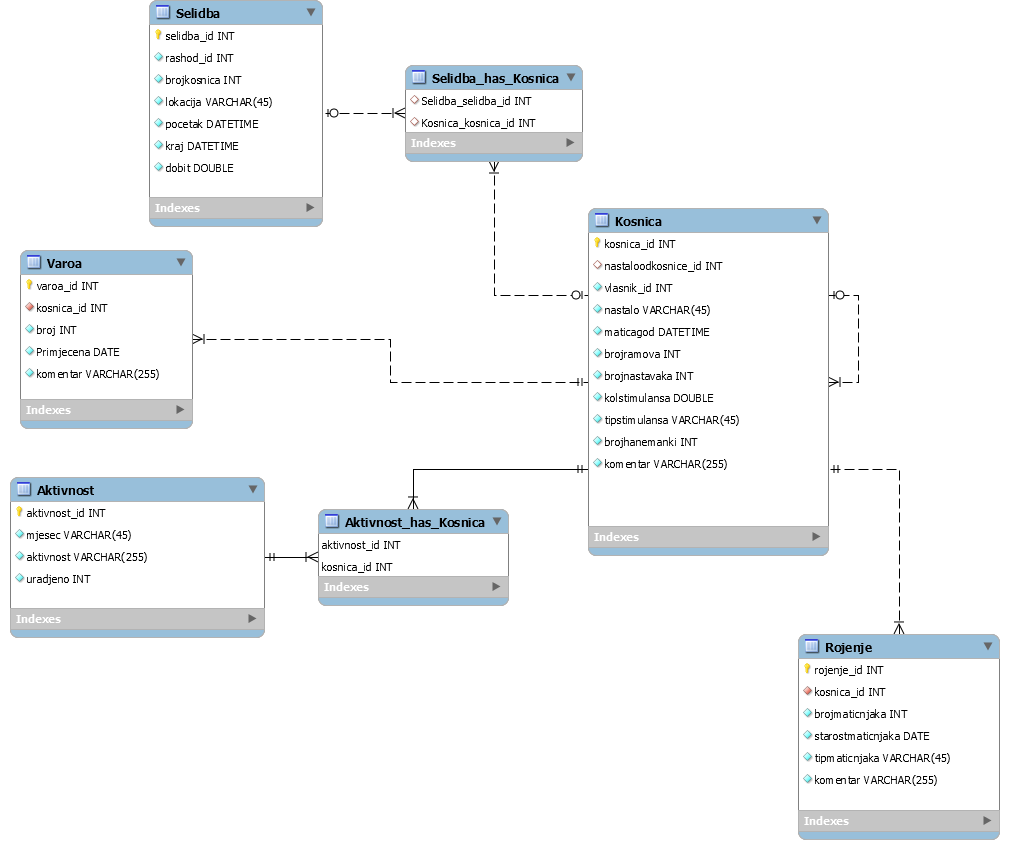 Selidba
selidba_id INT
rashod_id INT
brojkosnica INT
lokacija VARCHAR(45)
pocetak DATETIME
kraj DATETIME
dobit DOUBLE
Indexes
Selidba_has_Kosnica
Selidba_selidba_id INT
Kosnica_kosnica_id INT
Indexes
Kosnica
kosnica_id INT
nastaloodkosnice_id INT
vlasnik_id INT
nastalo VARCHAR(45)
maticagod DATETIME
brojramova INT
brojnastavaka INT
kolstimulansa DOUBLE
tipstimulansa VARCHAR(45)
brojhanemanki INT
komentar VARCHAR(255)
Indexes
Varoa
varoa_id INT
kosnica_id INT
broj INT
Primjecena DATE
komentar VARCHAR(255)
Indexes
Aktivnost
aktivnost_id INT
mjesec VARCHAR(45)
aktivnost VARCHAR(255)
uradjeno INT
Indexes
Aktivnost_has_Kosnica
aktivnost_id INT
kosnica_id INT
Indexes
Rojenje
rojenje_id INT
kosnica_id INT
brojmaticnjaka INT
starostmaticnjaka DATE
tipmaticnjaka VARCHAR(45)
komentar VARCHAR(255)
Indexes